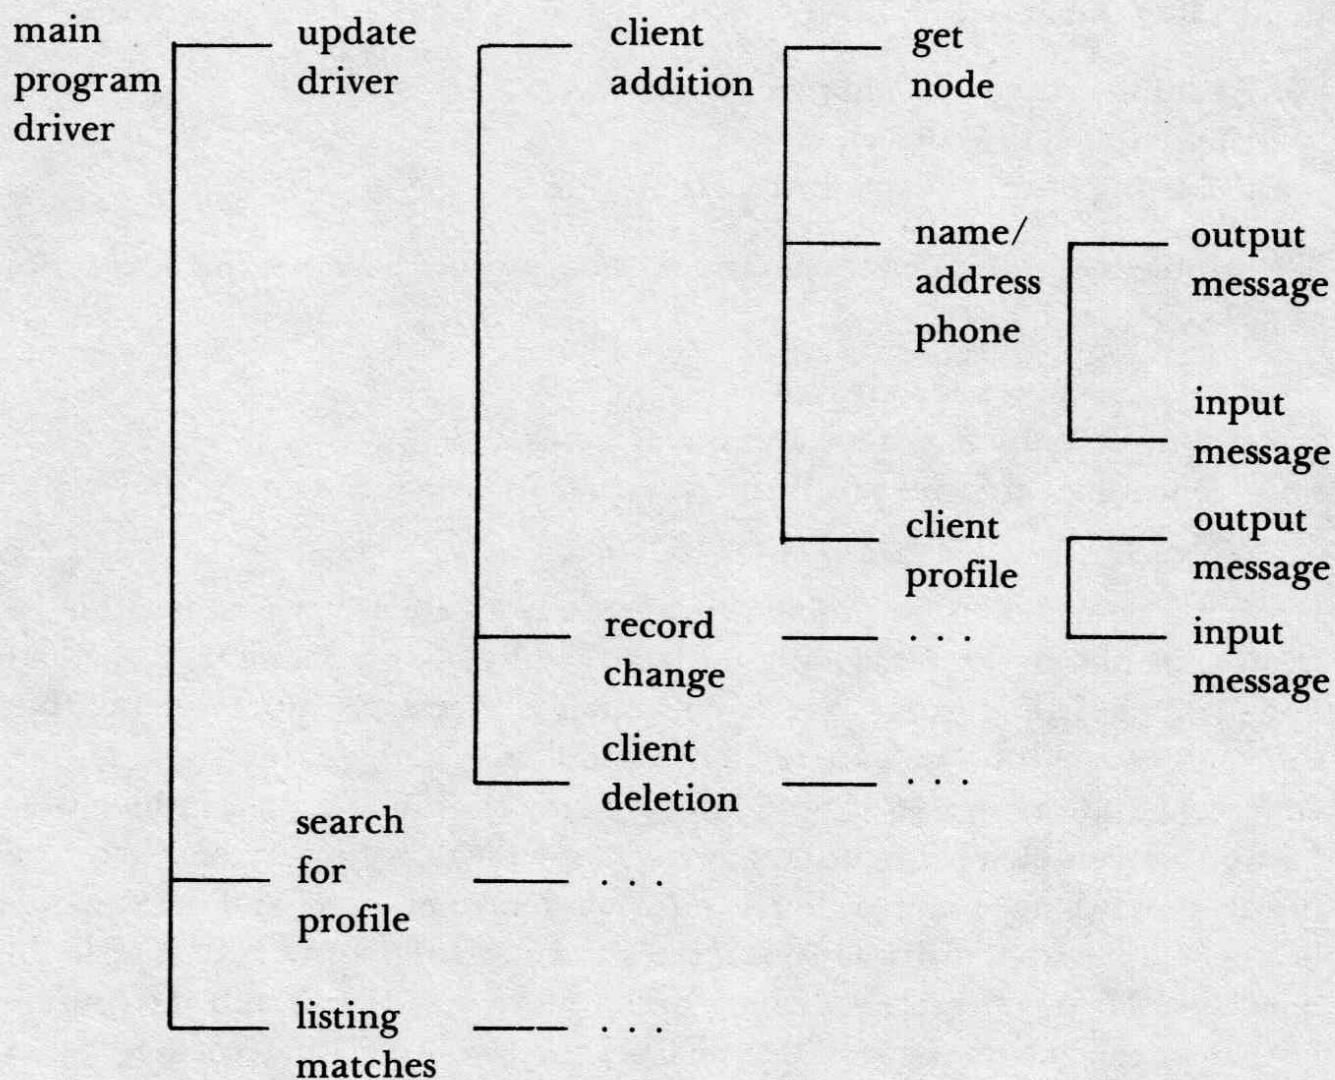 main
program
driver
update
driver
client
addition
get
node
name/
address
phone
output
message
input
message
client
profile
output
message
input
message
record
change
. . .
client
deletion
. . .
search
for
profile
. . .
listing
matches
. . .